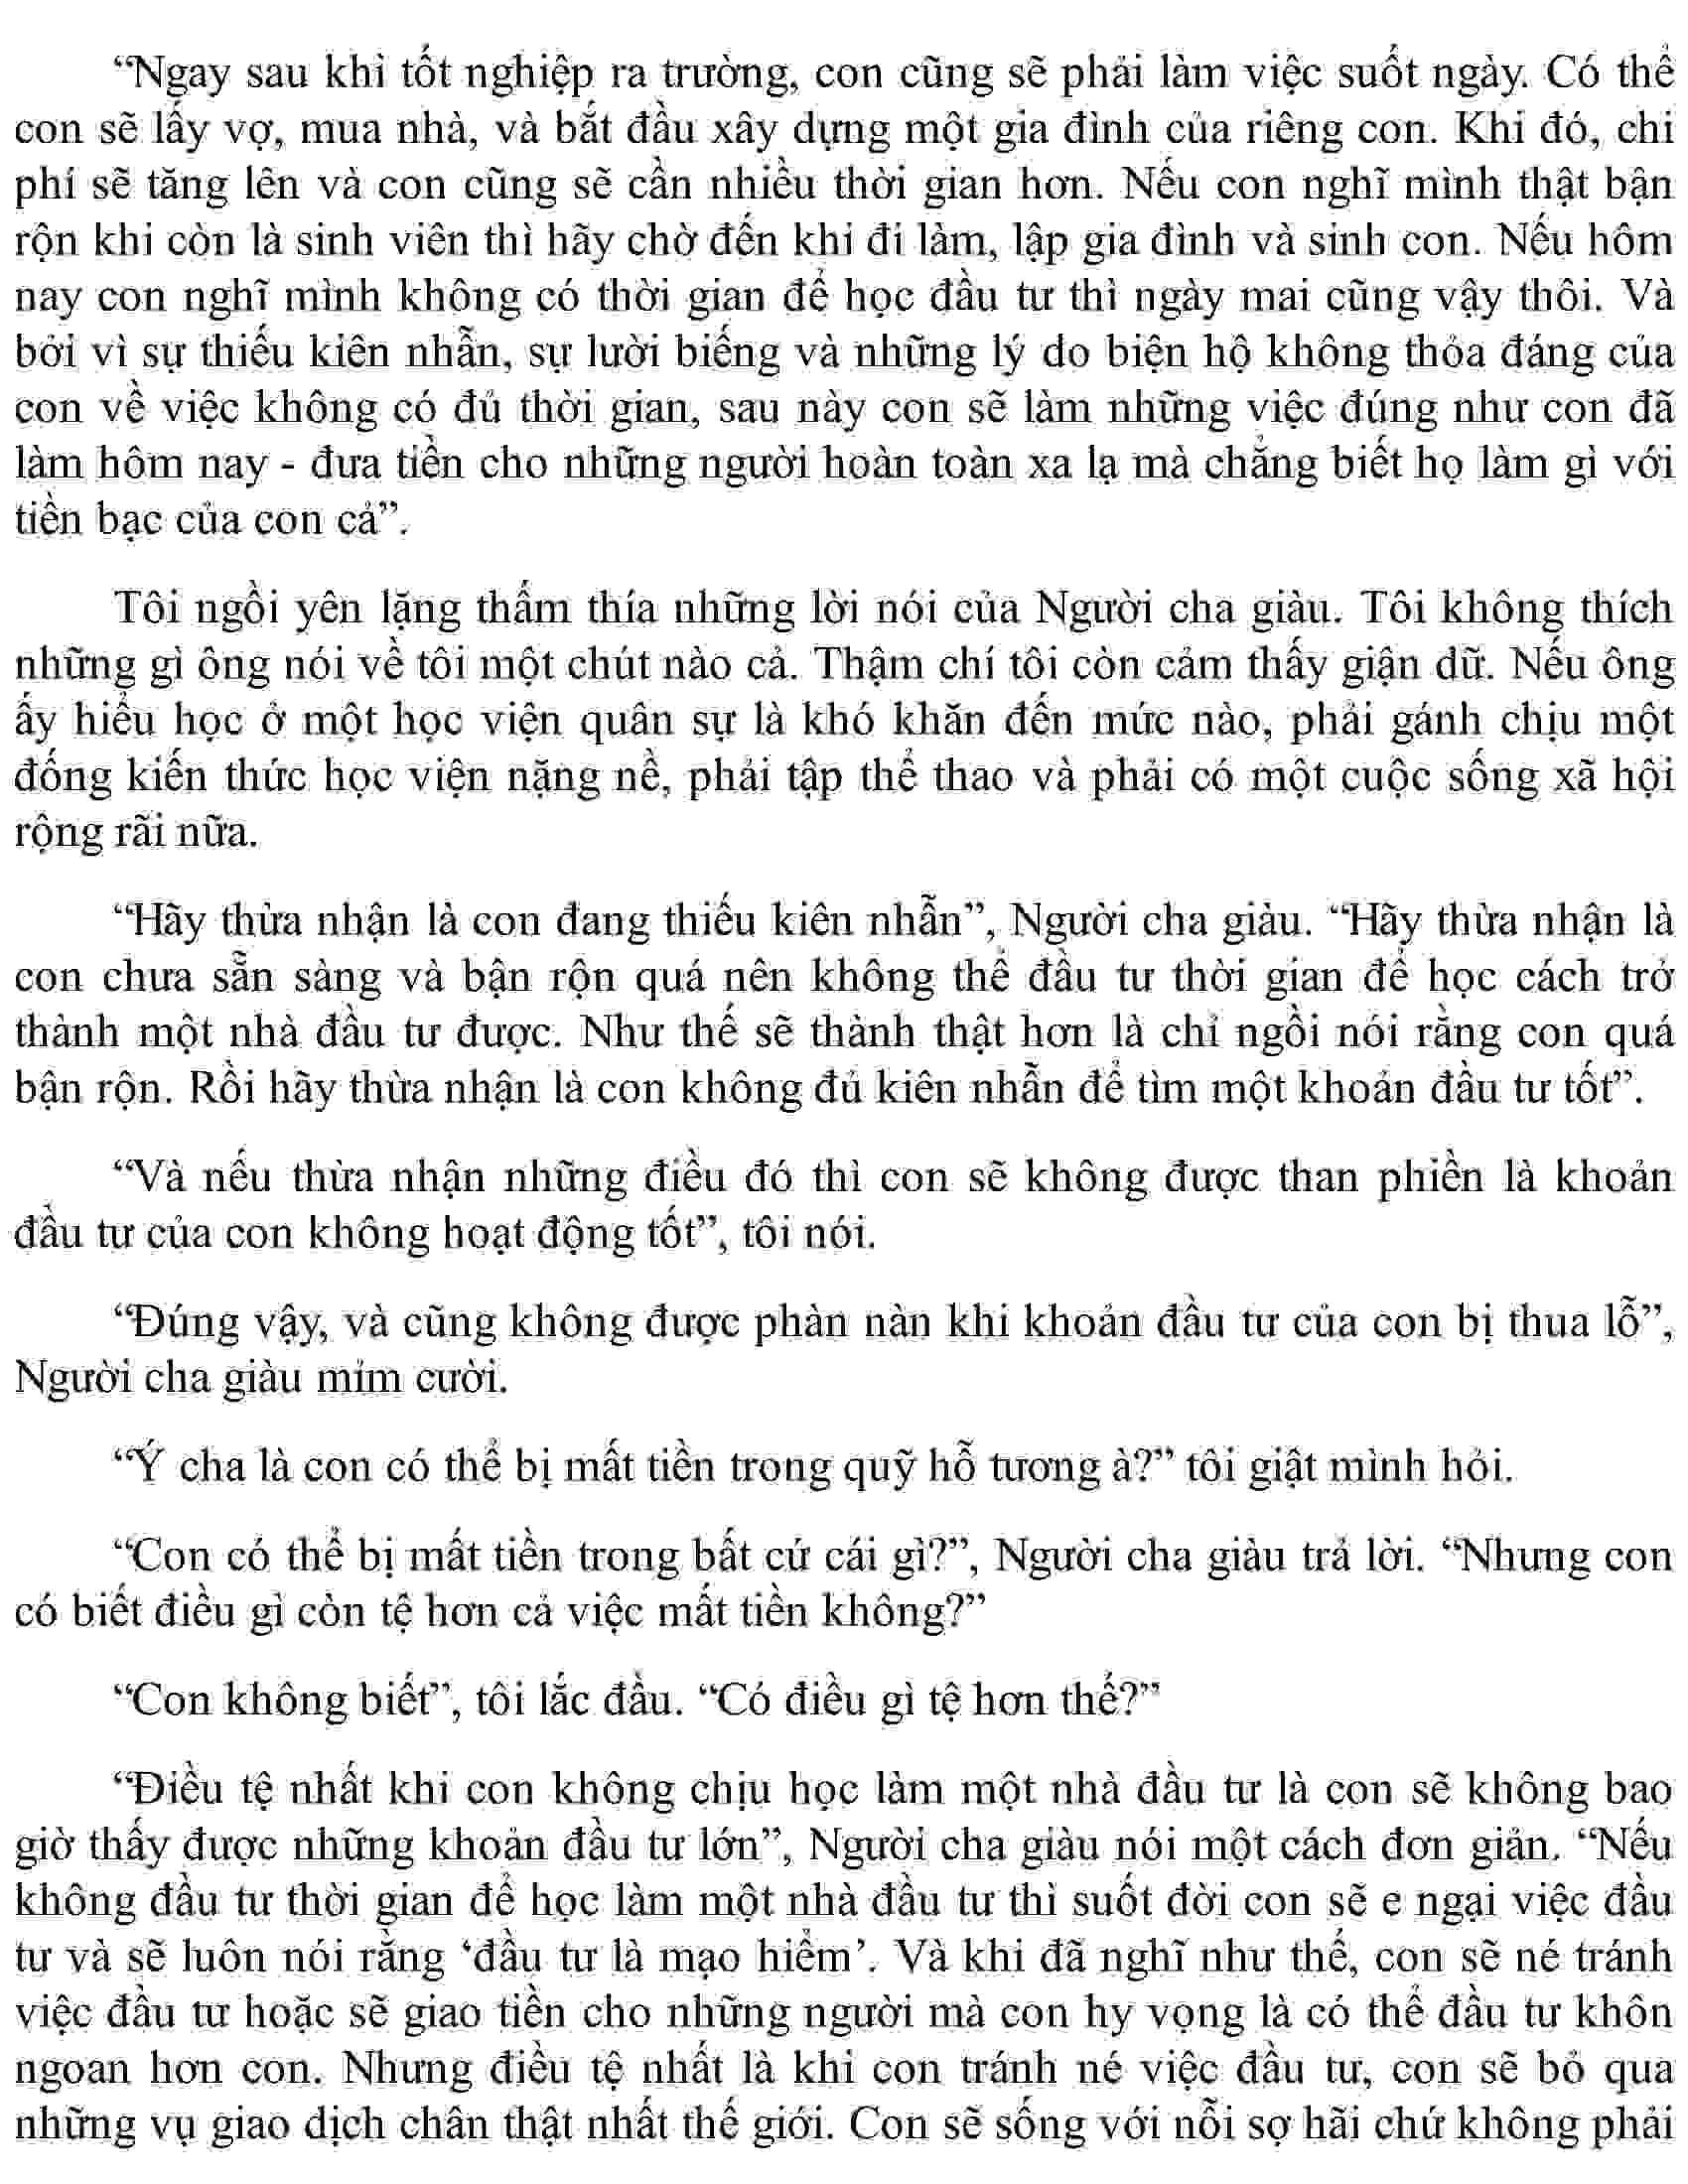 “Ngay sau khi tốt nghiệp ra trường, con cũng sẽ phải làm việc suốt ngày. Có thể
con sẽ lấy vợ, mua nhà, và bắt đầu xây dựng một gia đình của riêng con. Khi đó, chi
phí sẽ tăng lên và con cũng sẽ cần nhiều thời gian hơn. Nếu con nghĩ mình thật bận
rộn khi còn là sinh viên thì hãy chờ đến khi đi làm, lập gia đình và sinh con. Nếu hôm
nay con nghĩ mình không có thời gian để học đầu tư thì ngày mai cũng vậy thôi. Và
bởi vì sự thiếu kiên nhẫn, sự lười biếng và những lý do biện hộ không thỏa đáng của
con về việc không có đủ thời gian, sau này con sẽ làm những việc đúng như con đã
làm hôm nay - đưa tiền cho những người hoàn toàn xa lạ mà chẳng biết họ làm gì với
tiền bạc của con cả”.
Tôi ngồi yên lặng thấm thía những lời nói của Người cha giàu. Tôi không thích
những gì ông nói về tôi một chút nào cả. Thậm chí tôi còn cảm thấy giận dữ. Nếu ông
ấy hiểu học ở một học viện quân sự là khó khăn đến mức nào, phải gánh chịu một
đống kiến thức học viện nặng nề, phải tập thể thao và phải có một cuộc sống xã hội
rộng rãi nữa.
“Hãy thừa nhận là con đang thiếu kiên nhẫn”, Người cha giàu. “Hãy thừa nhận là
con chưa sẵn sàng và bận rộn quá nên không thể đầu tư thời gian để học cách trở
thành một nhà đầu tư được. Như thế sẽ thành thật hơn là chỉ ngồi nói rằng con quá
bận rộn. Rồi hãy thừa nhận là con không đủ kiên nhẫn để tìm một khoản đầu tư tốt”.
“Và nếu thừa nhận những điều đó thì con sẽ không được than phiền là khoản
đầu tư của con không hoạt động tốt”, tôi nói.
“Đúng vậy, và cũng không được phàn nàn khi khoản đầu tư của con bị thua lỗ”,
Người cha giàu mỉm cười.
“Ý cha là con có thể bị mất tiền trong quỹ hỗ tương à?” tôi giật mình hỏi.
“Con có thể bị mất tiền trong bất cứ cái gì?”, Người cha giàu trả lời. “Nhưng con
có biết điều gì còn tệ hơn cả việc mất tiền không?”
“Con không biết”, tôi lắc đầu. “Có điều gì tệ hơn thế?”
“Điều tệ nhất khi con không chịu học làm một nhà đầu tư là con sẽ không bao
giờ thấy được những khoản đầu tư lớn”, Người cha giàu nói một cách đơn giản. “Nếu
không đầu tư thời gian để học làm một nhà đầu tư thì suốt đời con sẽ e ngại việc đầu
tư và sẽ luôn nói rằng ‘đầu tư là mạo hiểm’. Và khi đã nghĩ như thế, con sẽ né tránh
việc đầu tư hoặc sẽ giao tiền cho những người mà con hy vọng là có thể đầu tư khôn
ngoan hơn con. Nhưng điều tệ nhất là khi con tránh né việc đầu tư, con sẽ bỏ qua
những vụ giao dịch chân thật nhất thế giới. Con sẽ sống với nỗi sợ hãi chứ không phải